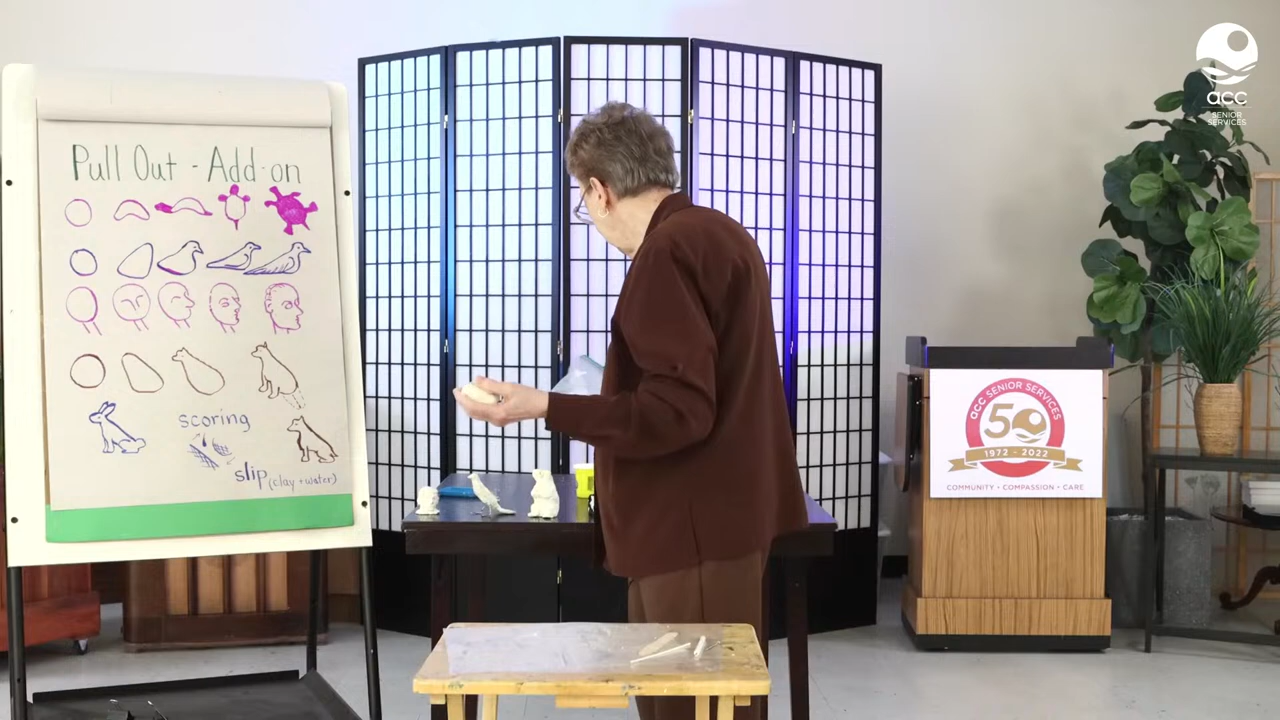 Pull Out - Add-on
scoring
slip (clay + water)
acc
SENIOR
SERVICES
acc SENIOR SERVICES
50
1972 - 2022
COMMUNITY • COMPASSION • CARE